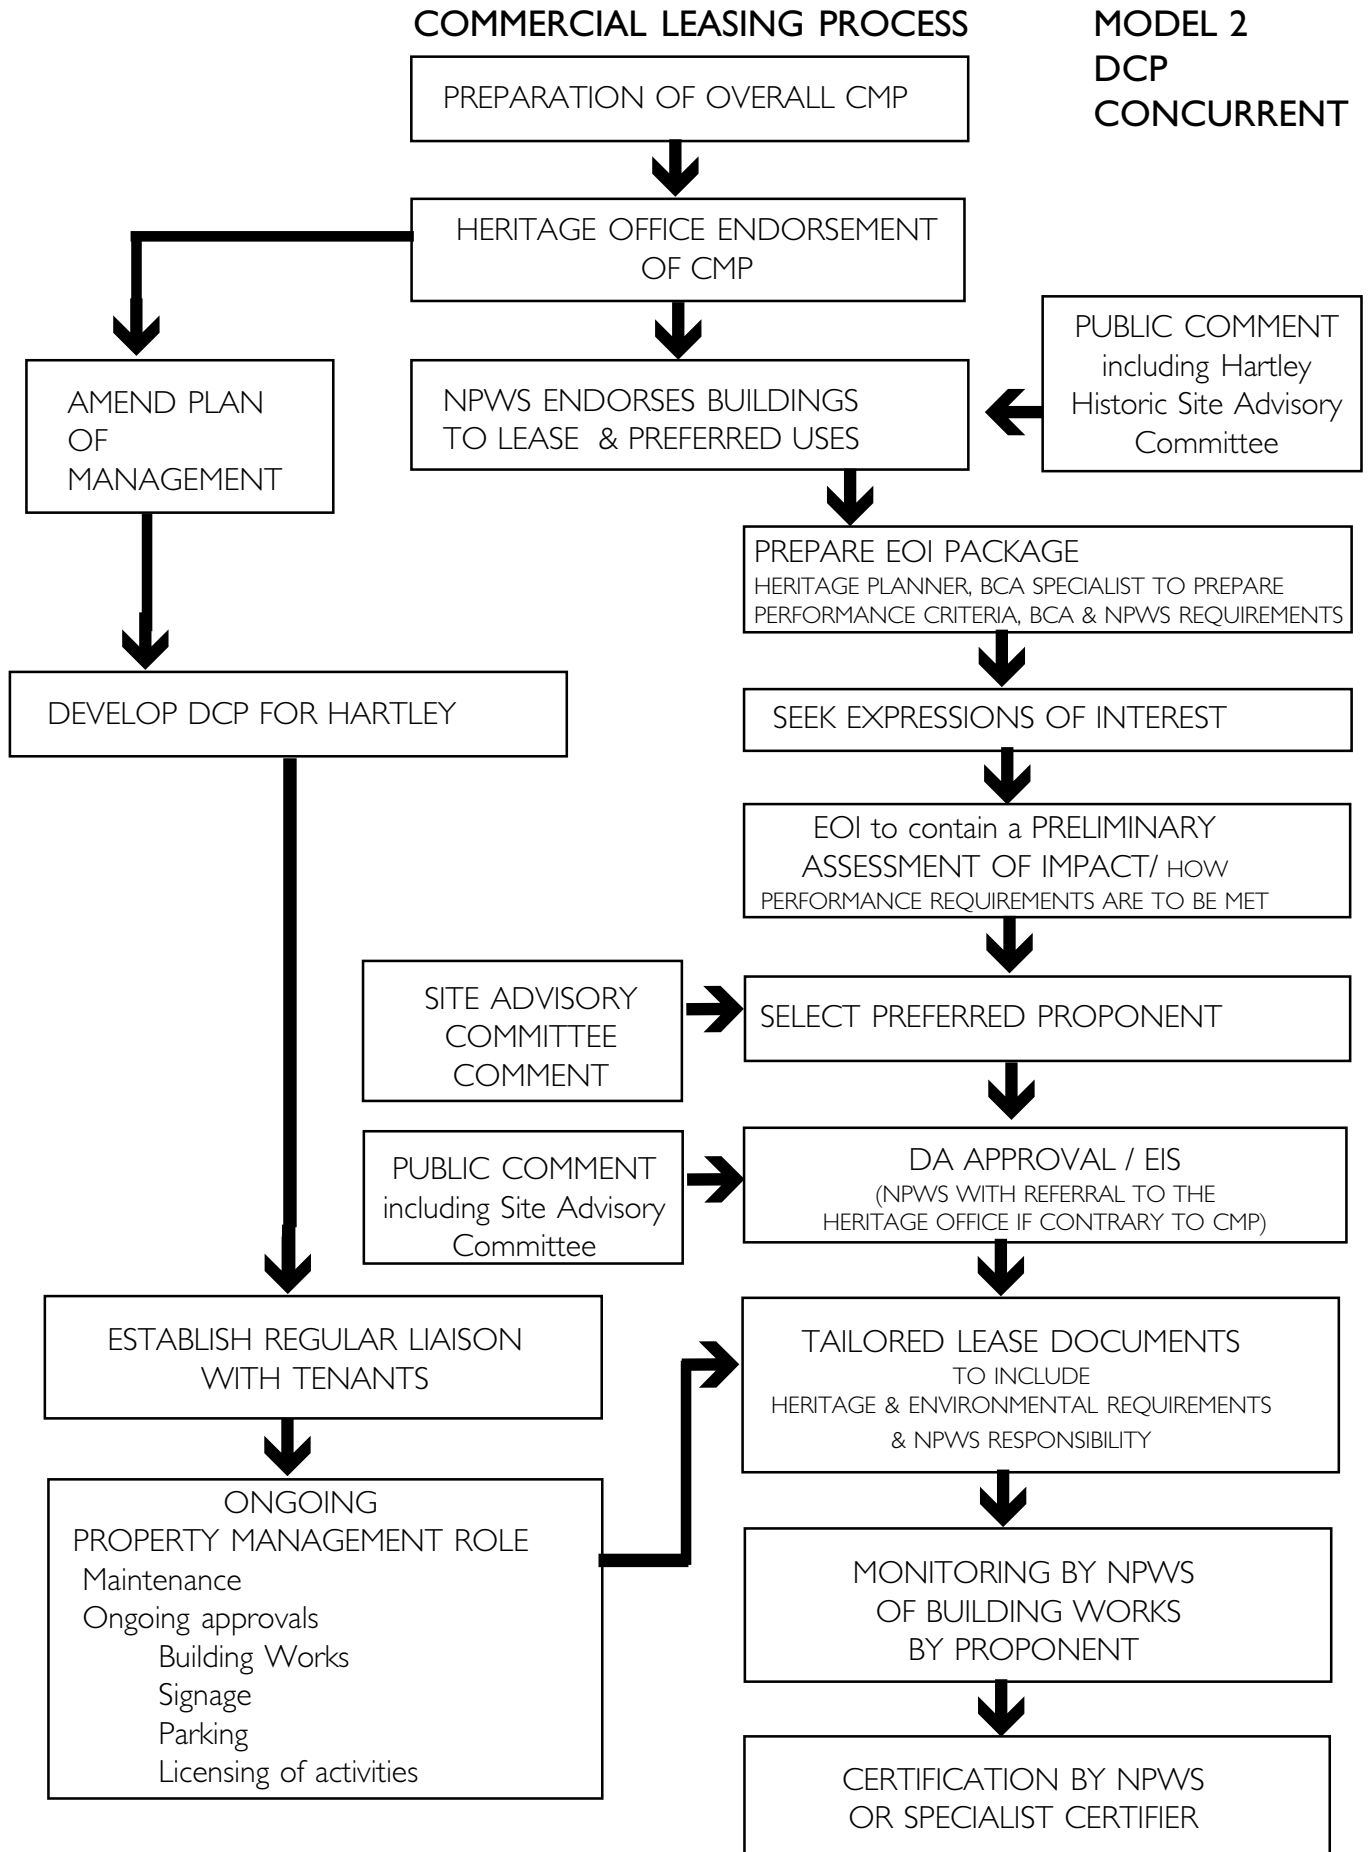 COMMERCIAL LEASING PROCESS
MODEL 2
DCP
CONCURRENT
PREPARATION OF OVERALL CMP
HERITAGE OFFICE ENDORSEMENT
OF CMP
PUBLIC COMMENT
including Hartley
Historic Site Advisory
Committee
AMEND PLAN
OF
MANAGEMENT
NPWS ENDORSES BUILDINGS
TO LEASE & PREFERRED USES
PREPARE EOI PACKAGE
HERITAGE PLANNER, BCA SPECIALIST TO PREPARE
PERFORMANCE CRITERIA, BCA & NPWS REQUIREMENTS
DEVELOP DCP FOR HARTLEY
SEEK EXPRESSIONS OF INTEREST
EOI to contain a PRELIMINARY
ASSESSMENT OF IMPACT/ HOW
PERFORMANCE REQUIREMENTS ARE TO BE MET
SITE ADVISORY
COMMITTEE
COMMENT
SELECT PREFERRED PROPONENT
PUBLIC COMMENT
including Site Advisory
Committee
DA APPROVAL / EIS
(NPWS WITH REFERRAL TO THE
HERITAGE OFFICE IF CONTRARY TO CMP)
ESTABLISH REGULAR LIAISON
WITH TENANTS
TAILORED LEASE DOCUMENTS
TO INCLUDE
HERITAGE & ENVIRONMENTAL REQUIREMENTS
& NPWS RESPONSIBILITY
ONGOING
PROPERTY MANAGEMENT ROLE
Maintenance
Ongoing approvals
Building Works
Signage
Parking
Licensing of activities
MONITORING BY NPWS
OF BUILDING WORKS
BY PROPONENT
CERTIFICATION BY NPWS
OR SPECIALIST CERTIFIER